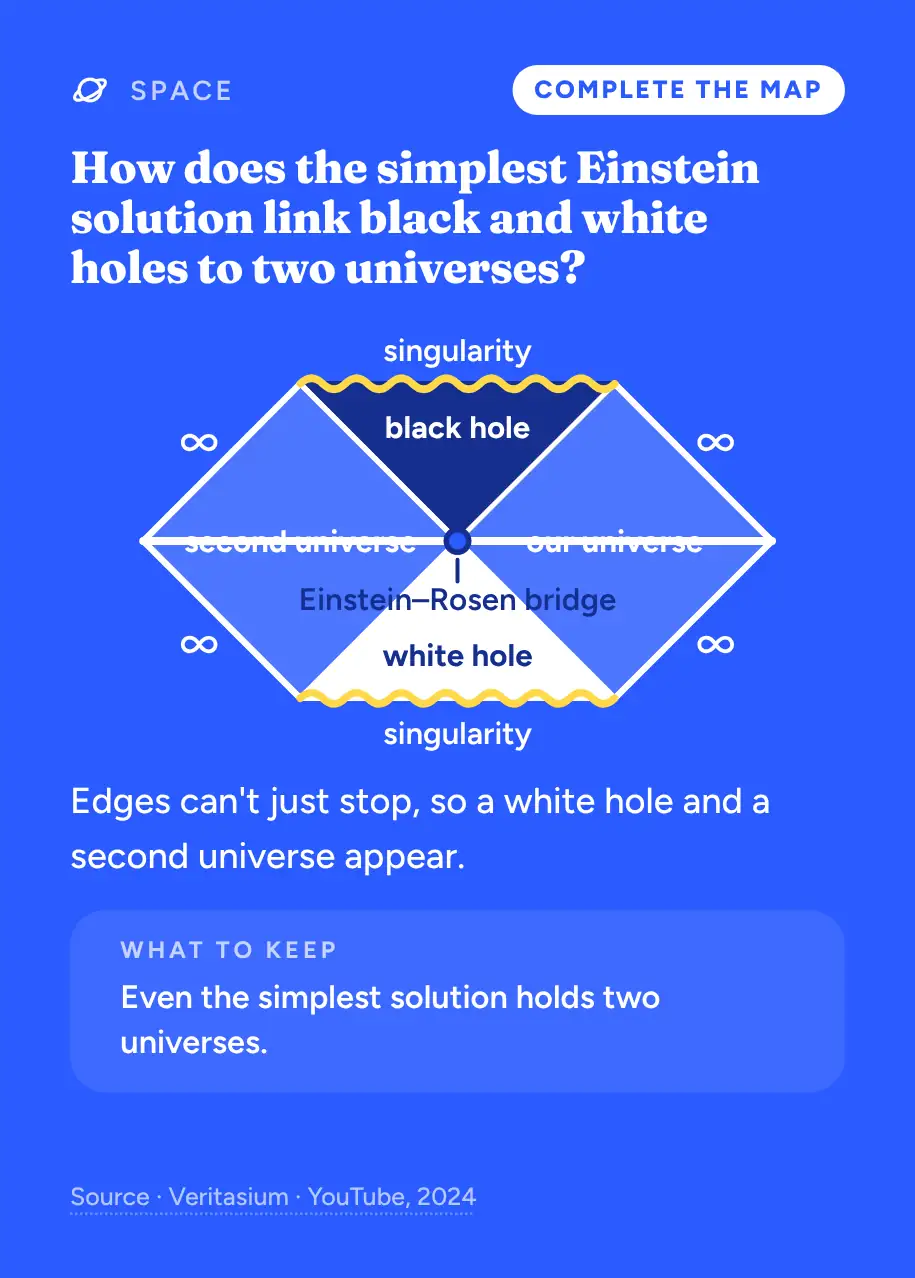 SPACE
COMPLETE THE MAP
How does the simplest Einstein
solution link black and white
holes to two universes?
singularity
black hole
∞ ∞
second universe our universe
Einstein–Rosen bridge
∞ ∞
white hole
singularity
Edges can't just stop, so a white hole and a
second universe appear.
WHAT TO KEEP
Even the simplest solution holds two
universes.
Source · Veritasium · YouTube, 2024